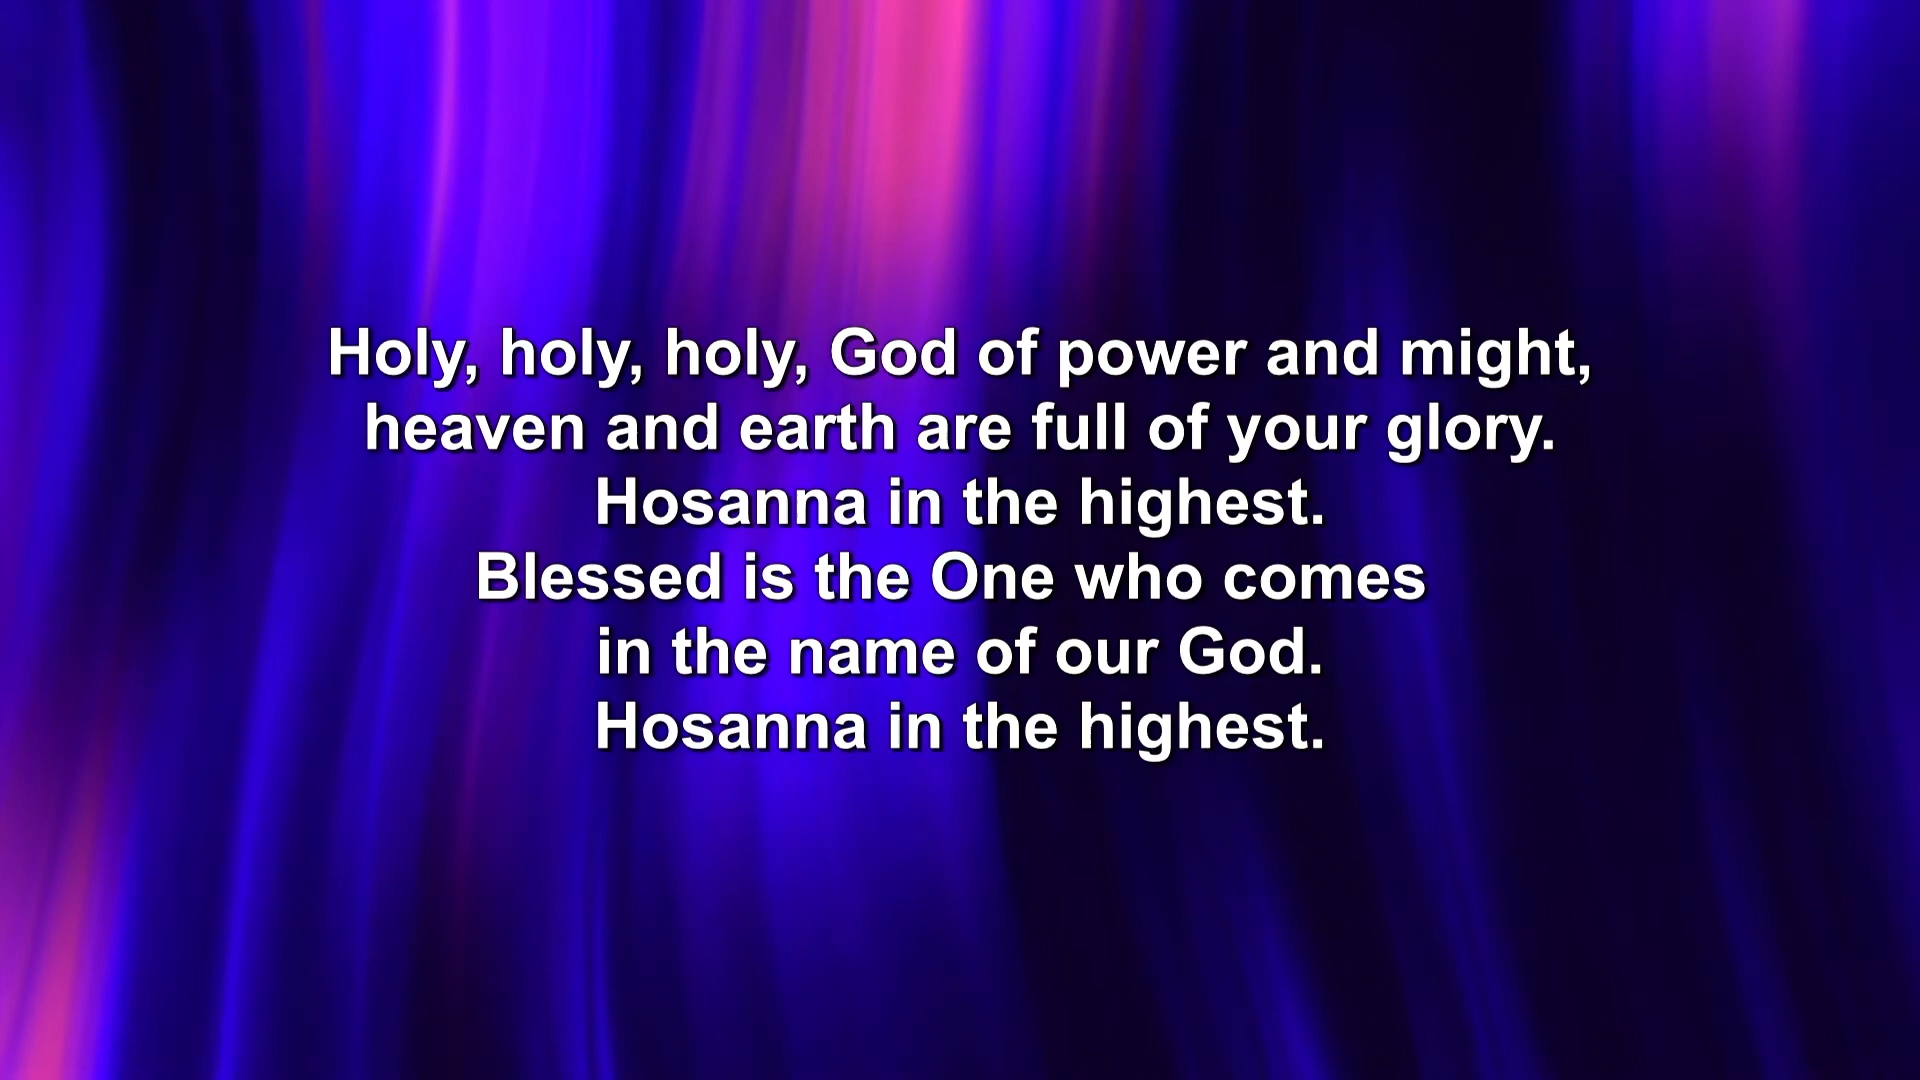 Holy, holy, holy, God of power and might,
heaven and earth are full of your glory.
Hosanna in the highest.
Blessed is the One who comes
in the name of our God.
Hosanna in the highest.